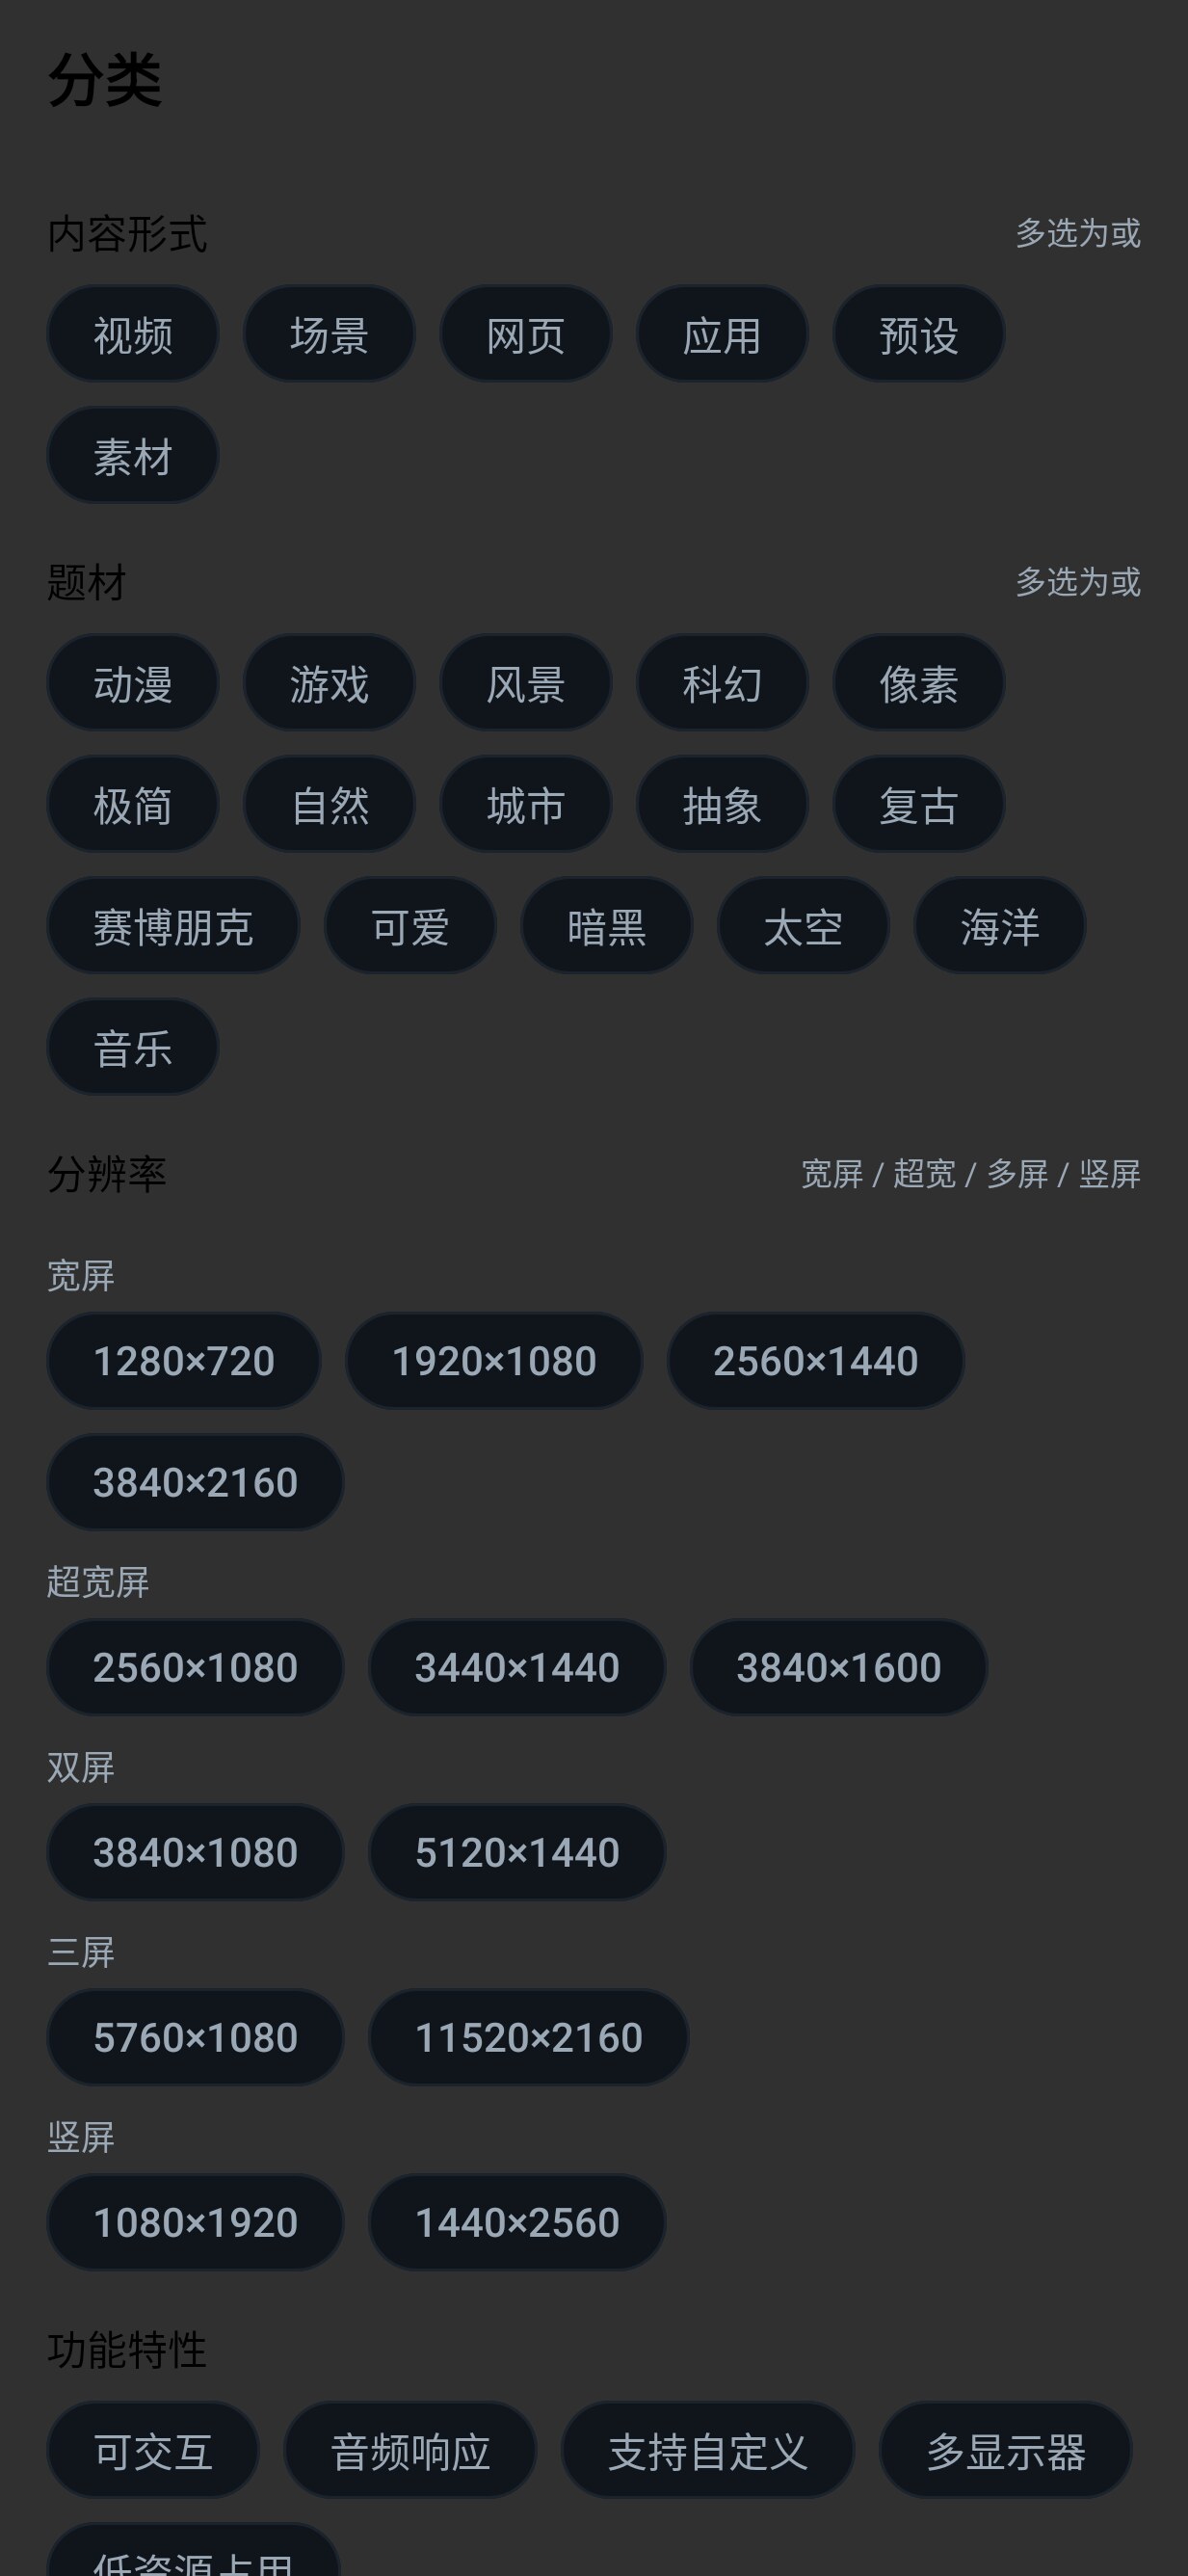 分类
内容形式 多选为或
视频 场景 网页 应用 预设
素材
题材 多选为或
动漫 游戏 风景 科幻 像素
极简 自然 城市 抽象 复古
赛博朋克 可爱 暗黑 太空 海洋
音乐
分辨率 宽屏 / 超宽 / 多屏 / 竖屏
宽屏
1280×720 1920×1080 2560×1440
3840×2160
超宽屏
2560×1080 3440×1440 3840×1600
双屏
3840×1080 5120×1440
三屏
5760×1080 11520×2160
竖屏
1080×1920 1440×2560
功能特性
可交互 音频响应 支持自定义 多显示器
低资源占用